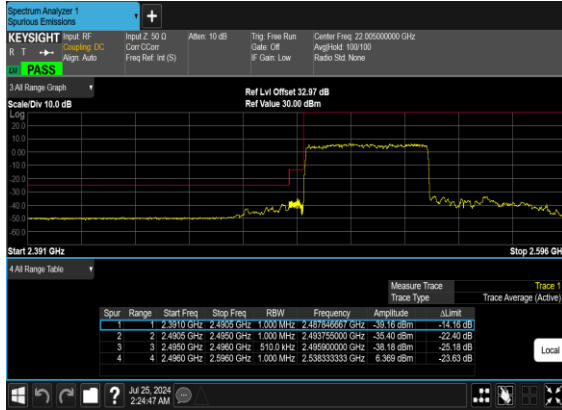 Spectrum Analyzer 1
Spurious Emissions
+
KEYSIGHT Input: RF Input Z: 50 Ω Atten: 10 dB Trig: Free Run Center Freq: 22.005000000 GHz
R T Coupling: DC Corr CCorr Gate: Off Avg|Hold: 100/100
Align: Auto Freq Ref: Int (S) IF Gain: Low Radio Std: None
PASS
3 All Range Graph
Ref Lvl Offset 32.97 dB
Scale/Div 10.0 dB Ref Value 30.00 dBm
Log
20.0
10.0
0.00
-10.0
-20.0
-30.0
-40.0
-50.0
-60.0
Start 2.391 GHz Stop 2.596 GH
4 All Range Table
Measure Trace Trace 1
Trace Type Trace Average (Active)
Spur Range Start Freq Stop Freq RBW Frequency Amplitude ΔLimit
1 1 2.3910 GHz 2.4905 GHz 1.000 MHz 2.487846667 GHz -39.16 dBm -14.16 dB
2 2 2.4905 GHz 2.4950 GHz 1.000 MHz 2.493755000 GHz -35.40 dBm -22.40 dB
3 3 2.4950 GHz 2.4960 GHz 510.0 kHz 2.495900000 GHz -38.18 dBm -25.18 dB
4 4 2.4960 GHz 2.5960 GHz 1.000 MHz 2.538333333 GHz 6.369 dBm -23.63 dB
Local
?
Jul 25, 2024
2:24:47 AM